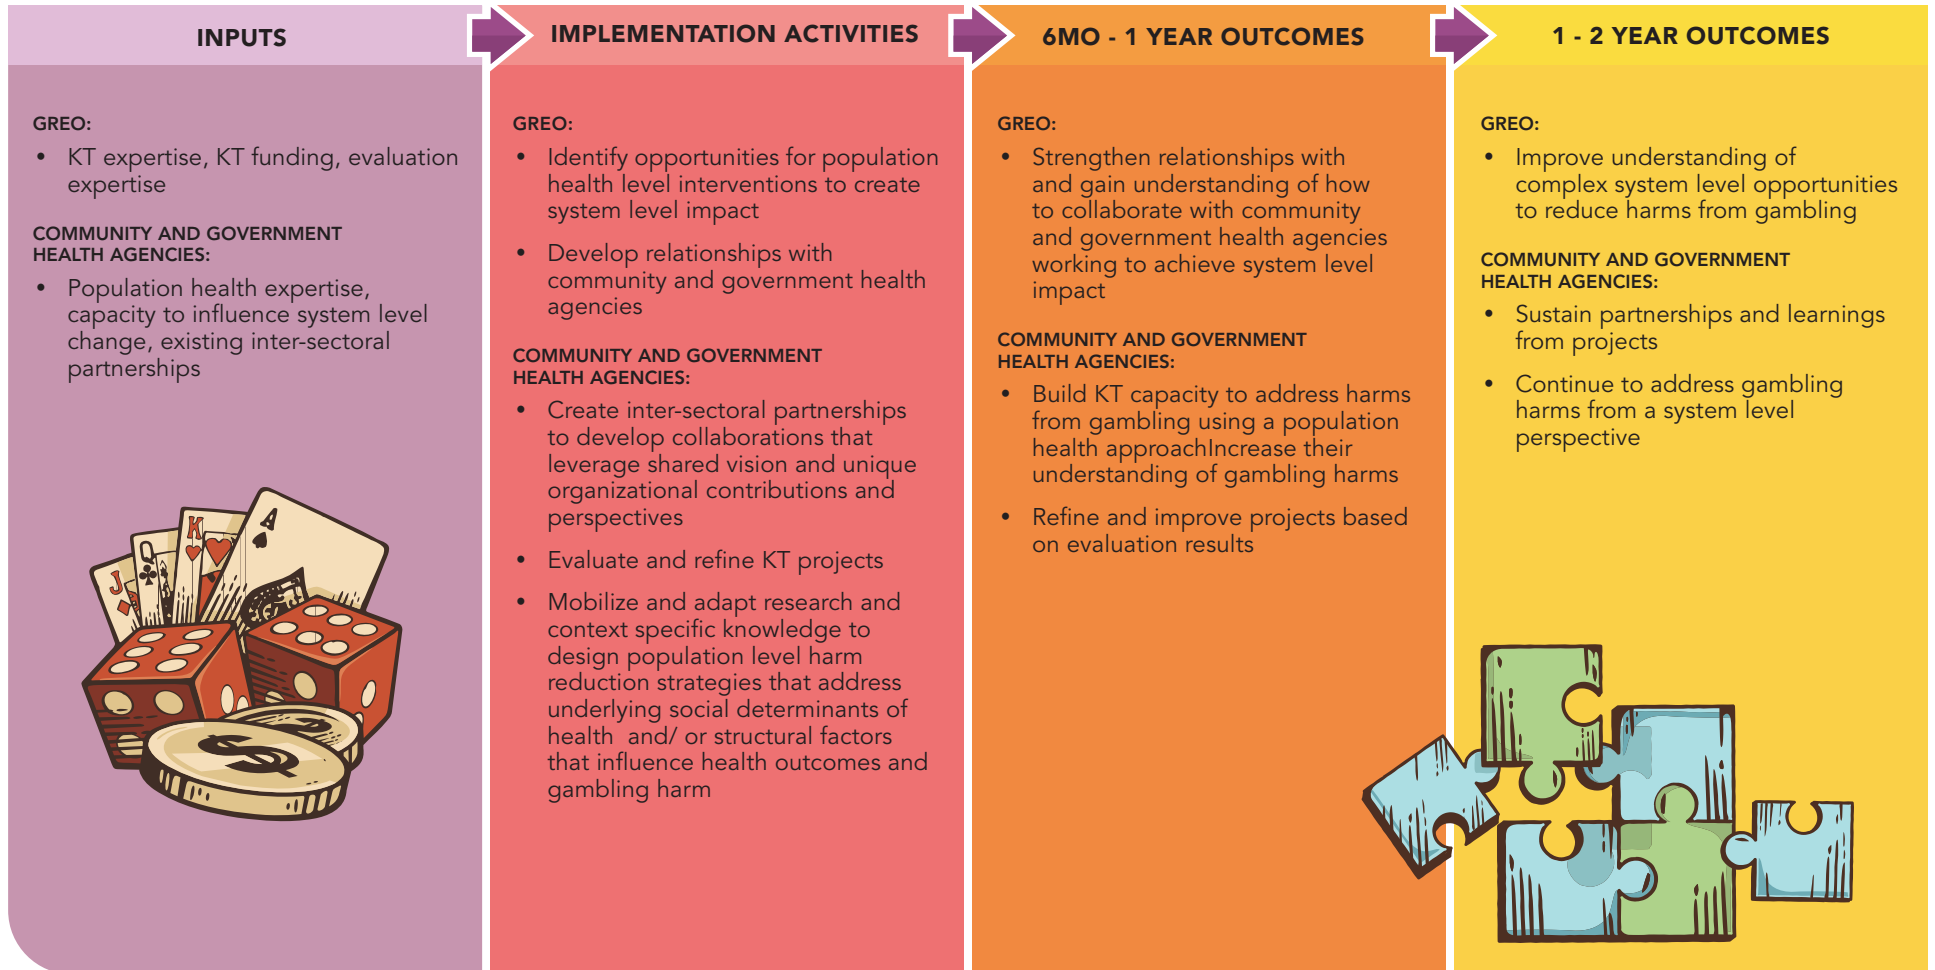 INPUTS
GREO:
• KT expertise, KT funding, evaluation
expertise
COMMUNITY AND GOVERNMENT
HEALTH AGENCIES:
• Population health expertise,
capacity to influence system level
change, existing inter-sectoral
partnerships
J
Q
K
A
$
IMPLEMENTATION ACTIVITIES
GREO:
• Identify opportunities for population
health level interventions to create
system level impact
• Develop relationships with
community and government health
agencies
COMMUNITY AND GOVERNMENT
HEALTH AGENCIES:
• Create inter-sectoral partnerships
to develop collaborations that
leverage shared vision and unique
organizational contributions and
perspectives
• Evaluate and refine KT projects
• Mobilize and adapt research and
context specific knowledge to
design population level harm
reduction strategies that address
underlying social determinants of
health  and/ or structural factors
that influence health outcomes and
gambling harm
6MO - 1 YEAR OUTCOMES
GREO:
• Strengthen relationships with
and gain understanding of how
to collaborate with community
and government health agencies
working to achieve system level
impact
COMMUNITY AND GOVERNMENT
HEALTH AGENCIES:
• Build KT capacity to address harms
from gambling using a population
health approachIncrease their
understanding of gambling harms
• Refine and improve projects based
on evaluation results
1 - 2 YEAR OUTCOMES
GREO:
• Improve understanding of
complex system level opportunities
to reduce harms from gambling
COMMUNITY AND GOVERNMENT
HEALTH AGENCIES:
• Sustain partnerships and learnings
from projects
• Continue to address gambling
harms from a system level
perspective